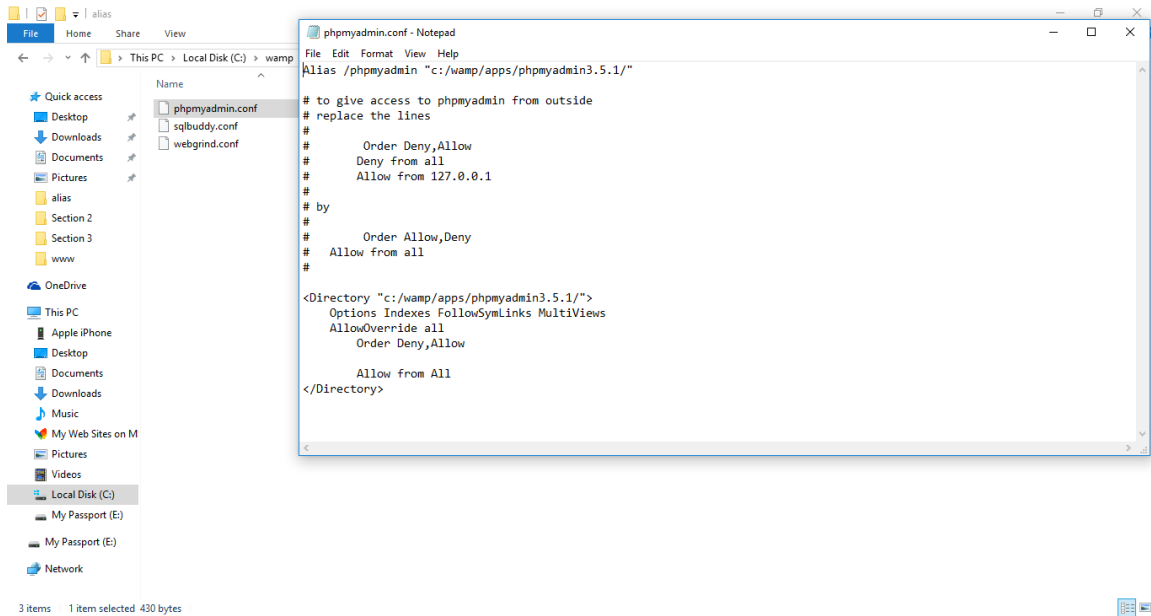 alias
File Home Share View
This PC > Local Disk (C:) > wamp
Name
Quick access
Desktop
Downloads
Documents
Pictures
alias
Section 2
Section 3
www
OneDrive
This PC
Apple iPhone
Desktop
Documents
Downloads
Music
My Web Sites on M
Pictures
Videos
Local Disk (C:)
My Passport (E:)
My Passport (E:)
Network
phpmyadmin.conf
sqlbuddy.conf
webgrind.conf
3 items 1 item selected 430 bytes
phpmyadmin.conf - Notepad
File Edit Format View Help
Alias /phpmyadmin "c:/wamp/apps/phpmyadmin3.5.1/"
# to give access to phpmyadmin from outside
# replace the lines
#
# Order Deny,Allow
# Deny from all
# Allow from 127.0.0.1
#
# by
#
# Order Allow,Deny
# Allow from all
#
<Directory "c:/wamp/apps/phpmyadmin3.5.1/">
Options Indexes FollowSymLinks MultiViews
AllowOverride all
Order Deny,Allow
Allow from All
</Directory>